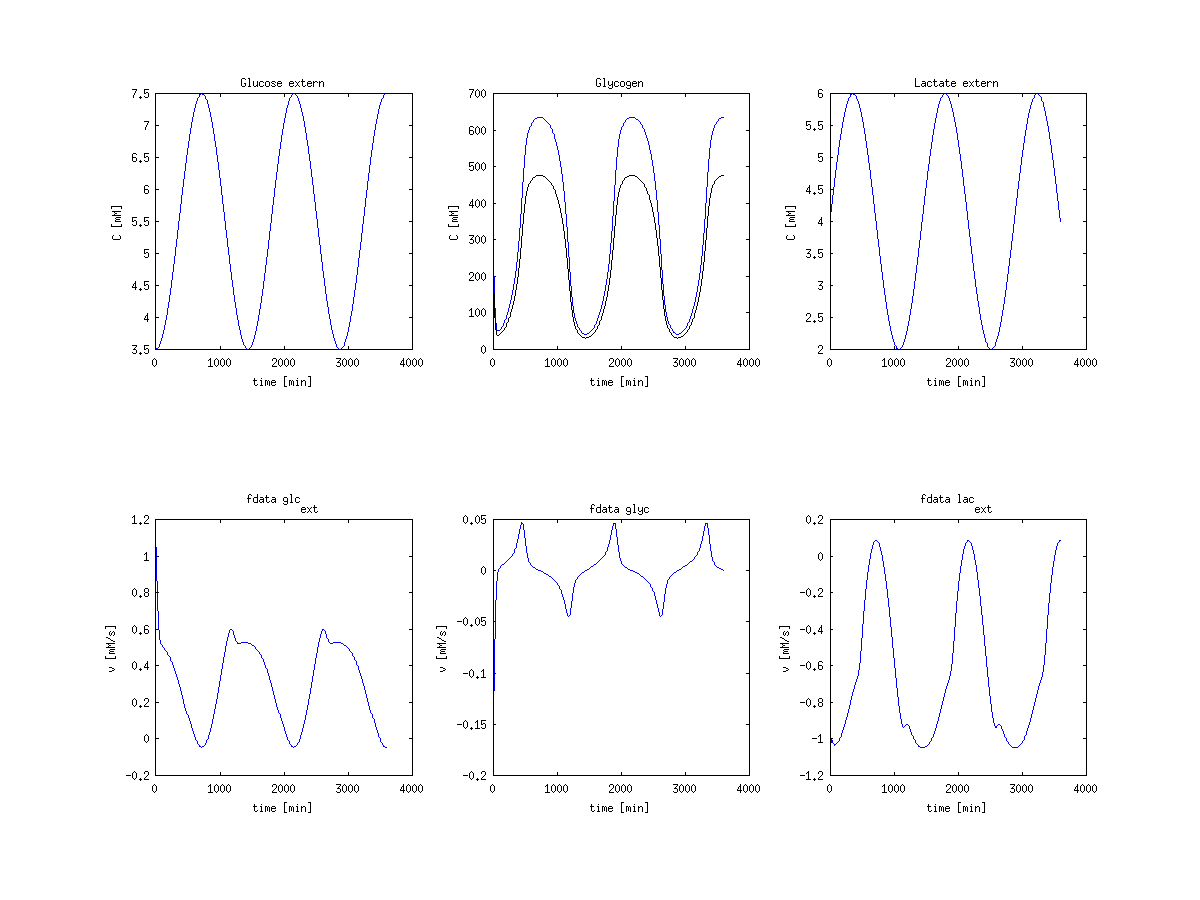 Glucose extern
7.5
7
6.5
6
5.5
5
4.5
4
3.5
C [mM]
0 1000 2000 3000 4000
time [min]
Glycogen
700
600
500
400
300
200
100
0
C [mM]
0 1000 2000 3000 4000
time [min]
Lactate extern
6
5.5
5
4.5
4
3.5
3
2.5
2
C [mM]
0 1000 2000 3000 4000
time [min]
fdata glc
ext
1.2
1
0.8
0.6
0.4
0.2
0
-0.2
v [mM/s]
0 1000 2000 3000 4000
time [min]
fdata glyc
0.05
0
-0.05
-0.1
-0.15
-0.2
v [mM/s]
0 1000 2000 3000 4000
time [min]
fdata lac
ext
0.2
0
-0.2
-0.4
-0.6
-0.8
-1
-1.2
v [mM/s]
0 1000 2000 3000 4000
time [min]